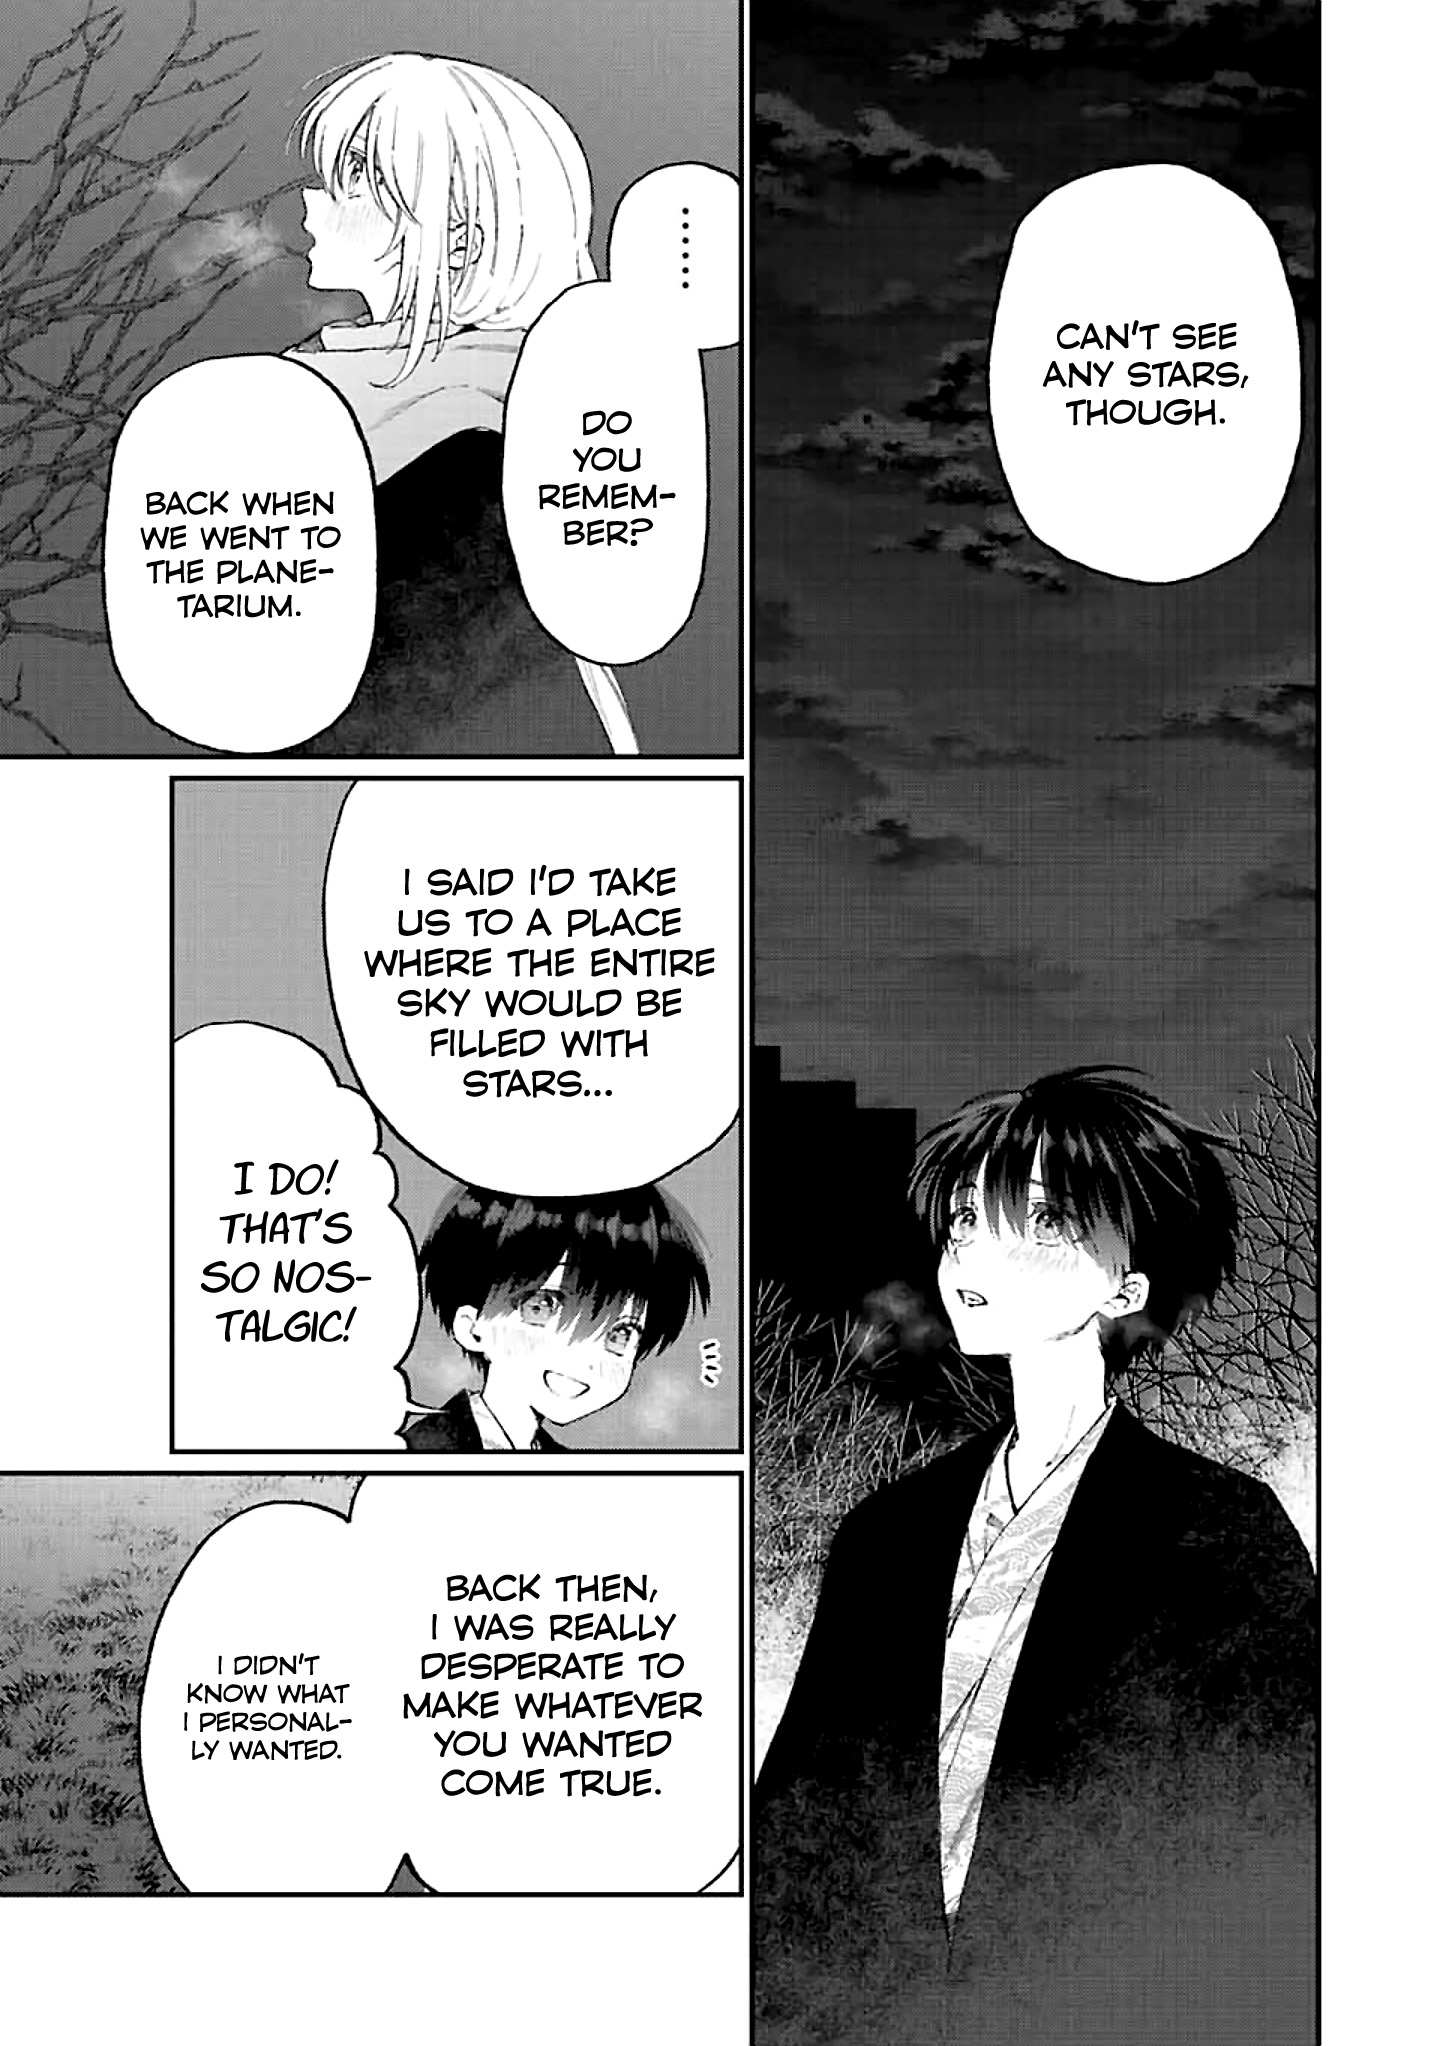 CAN'T SEE
ANY STARS,
THOUGH.
......
DO
YOU
REMEM-
BER?
BACK WHEN
WE WENT TO
THE PLANE-
TARIUM.
I SAID I'D TAKE
US TO A PLACE
WHERE THE ENTIRE
SKY WOULD BE
FILLED WITH
STARS...
I DO!
THAT'S
SO NOS-
TALGIC!
BACK THEN,
I WAS REALLY
DESPERATE TO
MAKE WHATEVER
YOU WANTED
COME TRUE.
I DIDN'T
KNOW WHAT
I PERSONAL-
LY WANTED.